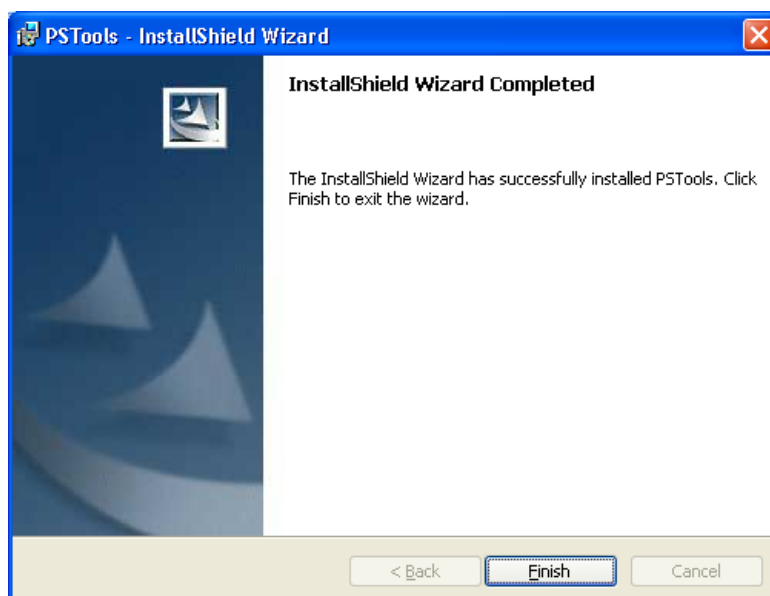 PSTools - InstallShield Wizard
InstallShield Wizard Completed
The InstallShield Wizard has successfully installed PSTools. Click
Finish to exit the wizard.
< Back
Finish
Cancel